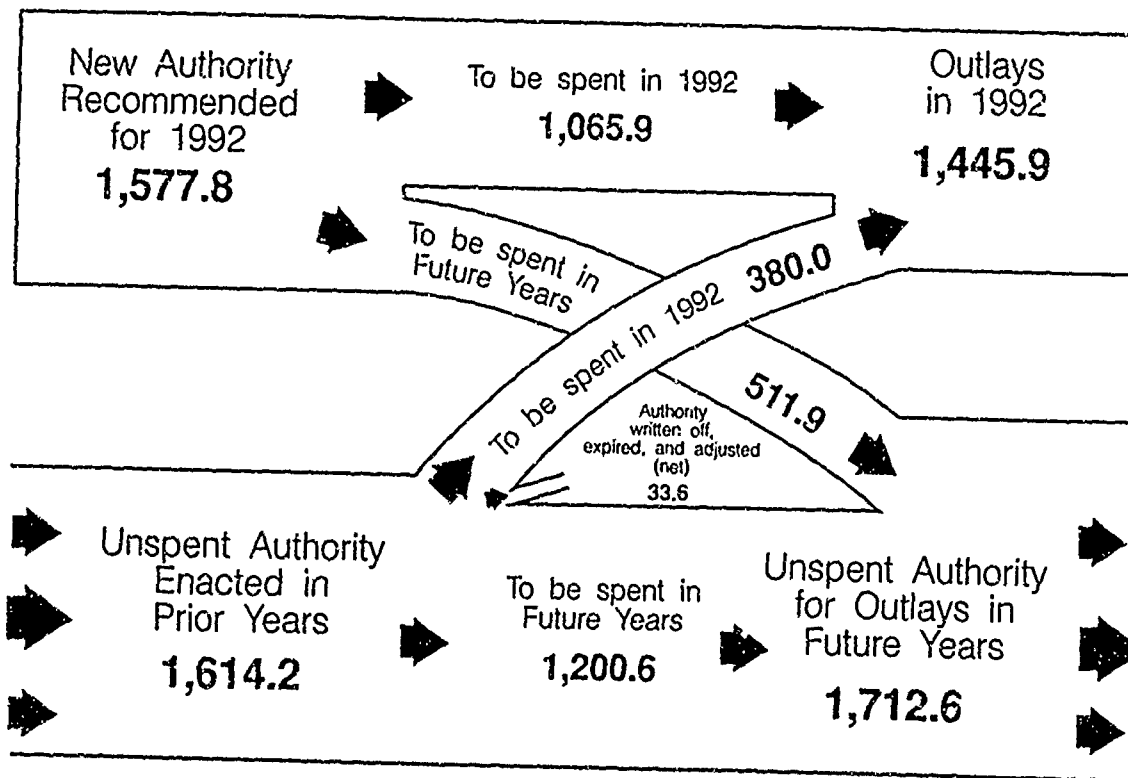 New Authority
Recommended
for 1992
1,577.8
To be spent in 1992
1,065.9
Outlays
in 1992
1,445.9
To be spent in
Future Years
To be spent in 1992 380.0
511.9
Authority
written off,
expired, and adjusted
(net)
33.6
Unspent Authority
Enacted in
Prior Years
1,614.2
To be spent in
Future Years
1,200.6
Unspent Authority
for Outlays in
Future Years
1,712.6